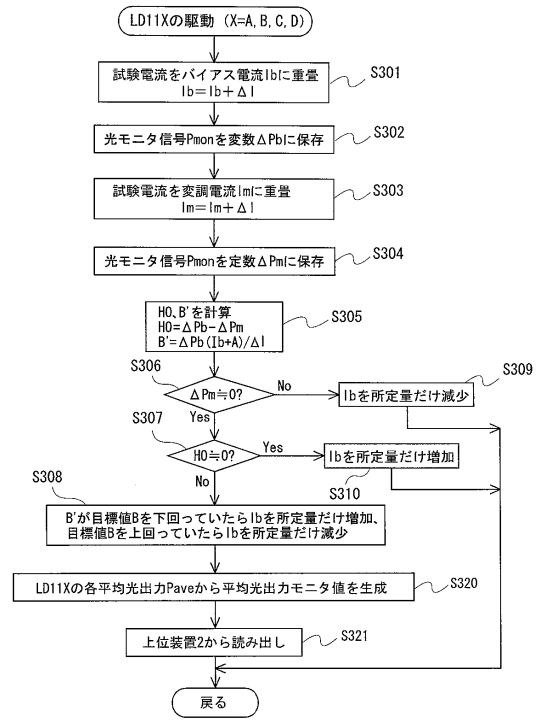 LD11Xの駆動 (X=A, B, C, D)
試験電流をバイアス電流Ibに重畳
Ib=Ib+ΔI
S301
光モニタ信号Pmonを変数ΔPbに保存
S302
試験電流を変調電流Imに重畳
Im=Im+ΔI
S303
光モニタ信号Pmonを定数ΔPmに保存
S304
H0、B'を計算
H0=ΔPb-ΔPm
B'=ΔPb(Ib+A)/ΔI
S305
S306
ΔPm≒0?
No
Yes
Ibを所定量だけ減少
S309
S307
H0≒0?
Yes
No
Ibを所定量だけ増加
S310
S308
B'が目標値Bを下回っていたらIbを所定量だけ増加、
目標値Bを上回っていたらIbを所定量だけ減少
LD11Xの各平均光出力Paveから平均光出力モニタ値を生成
S320
上位装置2から読み出し
S321
戻る